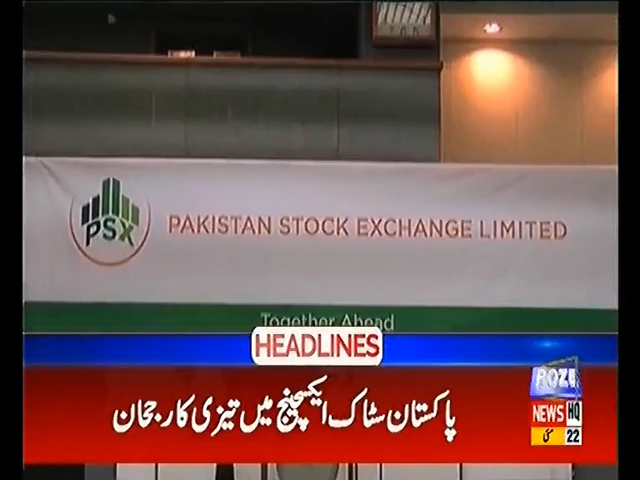 PSX
PAKISTAN STOCK EXCHANGE LIMITED
Together Ahead
HEADLINES
پاکستان سٹاک ایکسچینج میں تیزی کا رجحان
ROZE
NEWS HQ
مئی 22